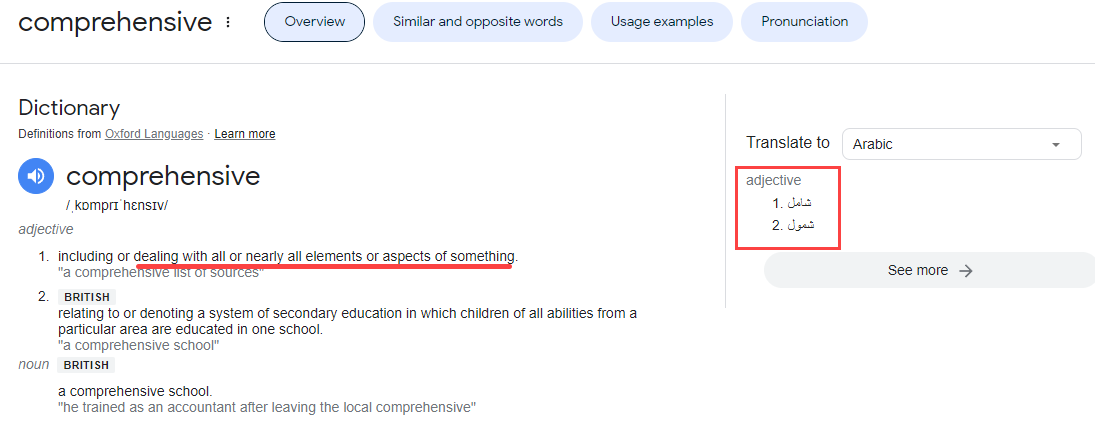 comprehensive
Overview
Similar and opposite words
Usage examples
Pronunciation
Dictionary
Definitions from Oxford Languages · Learn more
comprehensive
/ˌkɒmprɪˈhɛnsɪv/
adjective
1. including or dealing with all or nearly all elements or aspects of something.
"a comprehensive list of sources"
2. BRITISH
relating to or denoting a system of secondary education in which children of all abilities from a
particular area are educated in one school.
"a comprehensive school"
noun BRITISH
a comprehensive school.
"he trained as an accountant after leaving the local comprehensive"
Translate to Arabic
adjective
1. شامل
2. شمول
See more